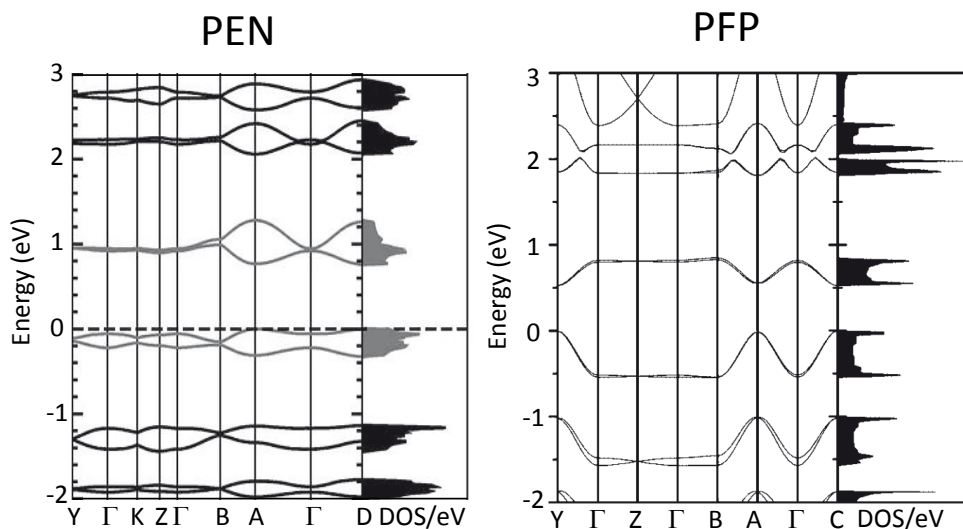 PEN
PFP
Energy (eV)
3
2
1
0
-1
-2
Y Γ K Z Γ B A Γ D DOS/eV
Energy (eV)
3
2
1
0
-1
-2
Y Γ Z Γ B A Γ C DOS/eV